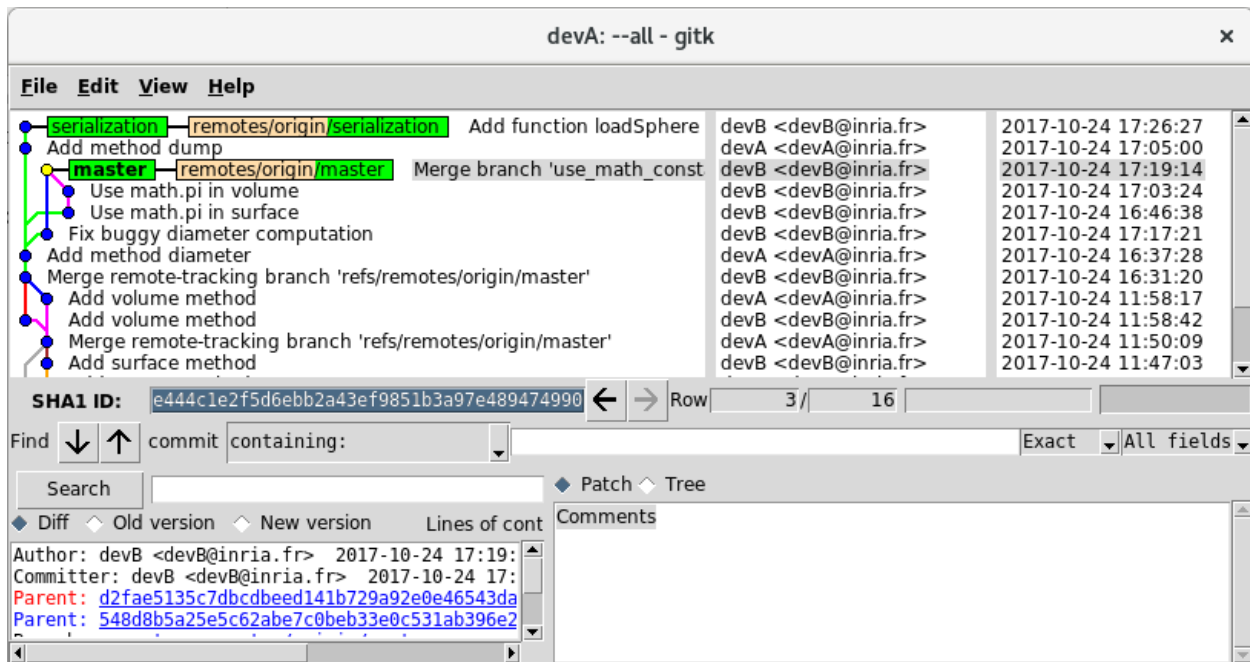 devA: --all - gitk ×
File Edit View Help
serialization remotes/origin/serialization Add function loadSphere devB <devB@inria.fr> 2017-10-24 17:26:27
Add method dump devA <devA@inria.fr> 2017-10-24 17:05:00
master remotes/origin/master Merge branch 'use_math_const devB <devB@inria.fr> 2017-10-24 17:19:14
Use math.pi in volume devB <devB@inria.fr> 2017-10-24 17:03:24
Use math.pi in surface devB <devB@inria.fr> 2017-10-24 16:46:38
Fix buggy diameter computation devB <devB@inria.fr> 2017-10-24 17:17:21
Add method diameter devA <devA@inria.fr> 2017-10-24 16:37:28
Merge remote-tracking branch 'refs/remotes/origin/master' devB <devB@inria.fr> 2017-10-24 16:31:20
Add volume method devA <devA@inria.fr> 2017-10-24 11:58:17
Add volume method devB <devB@inria.fr> 2017-10-24 11:58:42
Merge remote-tracking branch 'refs/remotes/origin/master' devA <devA@inria.fr> 2017-10-24 11:50:09
Add surface method devB <devB@inria.fr> 2017-10-24 11:47:03
SHA1 ID: e444c1e2f5d6ebb2a43ef9851b3a97e489474990 Row 3/ 16
Find commit containing: Exact All fields
Search Patch Tree
Diff Old version New version Lines of cont Comments
Author: devB <devB@inria.fr> 2017-10-24 17:19:
Committer: devB <devB@inria.fr> 2017-10-24 17:
Parent: d2fae5135c7dbcdbeed141b729a92e0e46543da
Parent: 548d8b5a25e5c62abe7c0beb33e0c531ab396e2